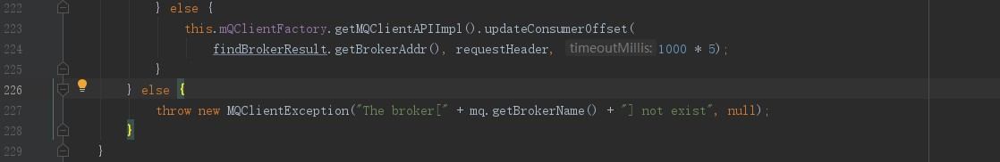 222 } else {
223 this.mQClientFactory.getMQClientAPIImpl().updateConsumerOffset(
224 findBrokerResult.getBrokerAddr(), requestHeader, timeoutMillis: 1000 * 5);
225 }
226 } else {
227 throw new MQClientException("The broker[" + mq.getBrokerName() + "] not exist", null);
228 }
229 }